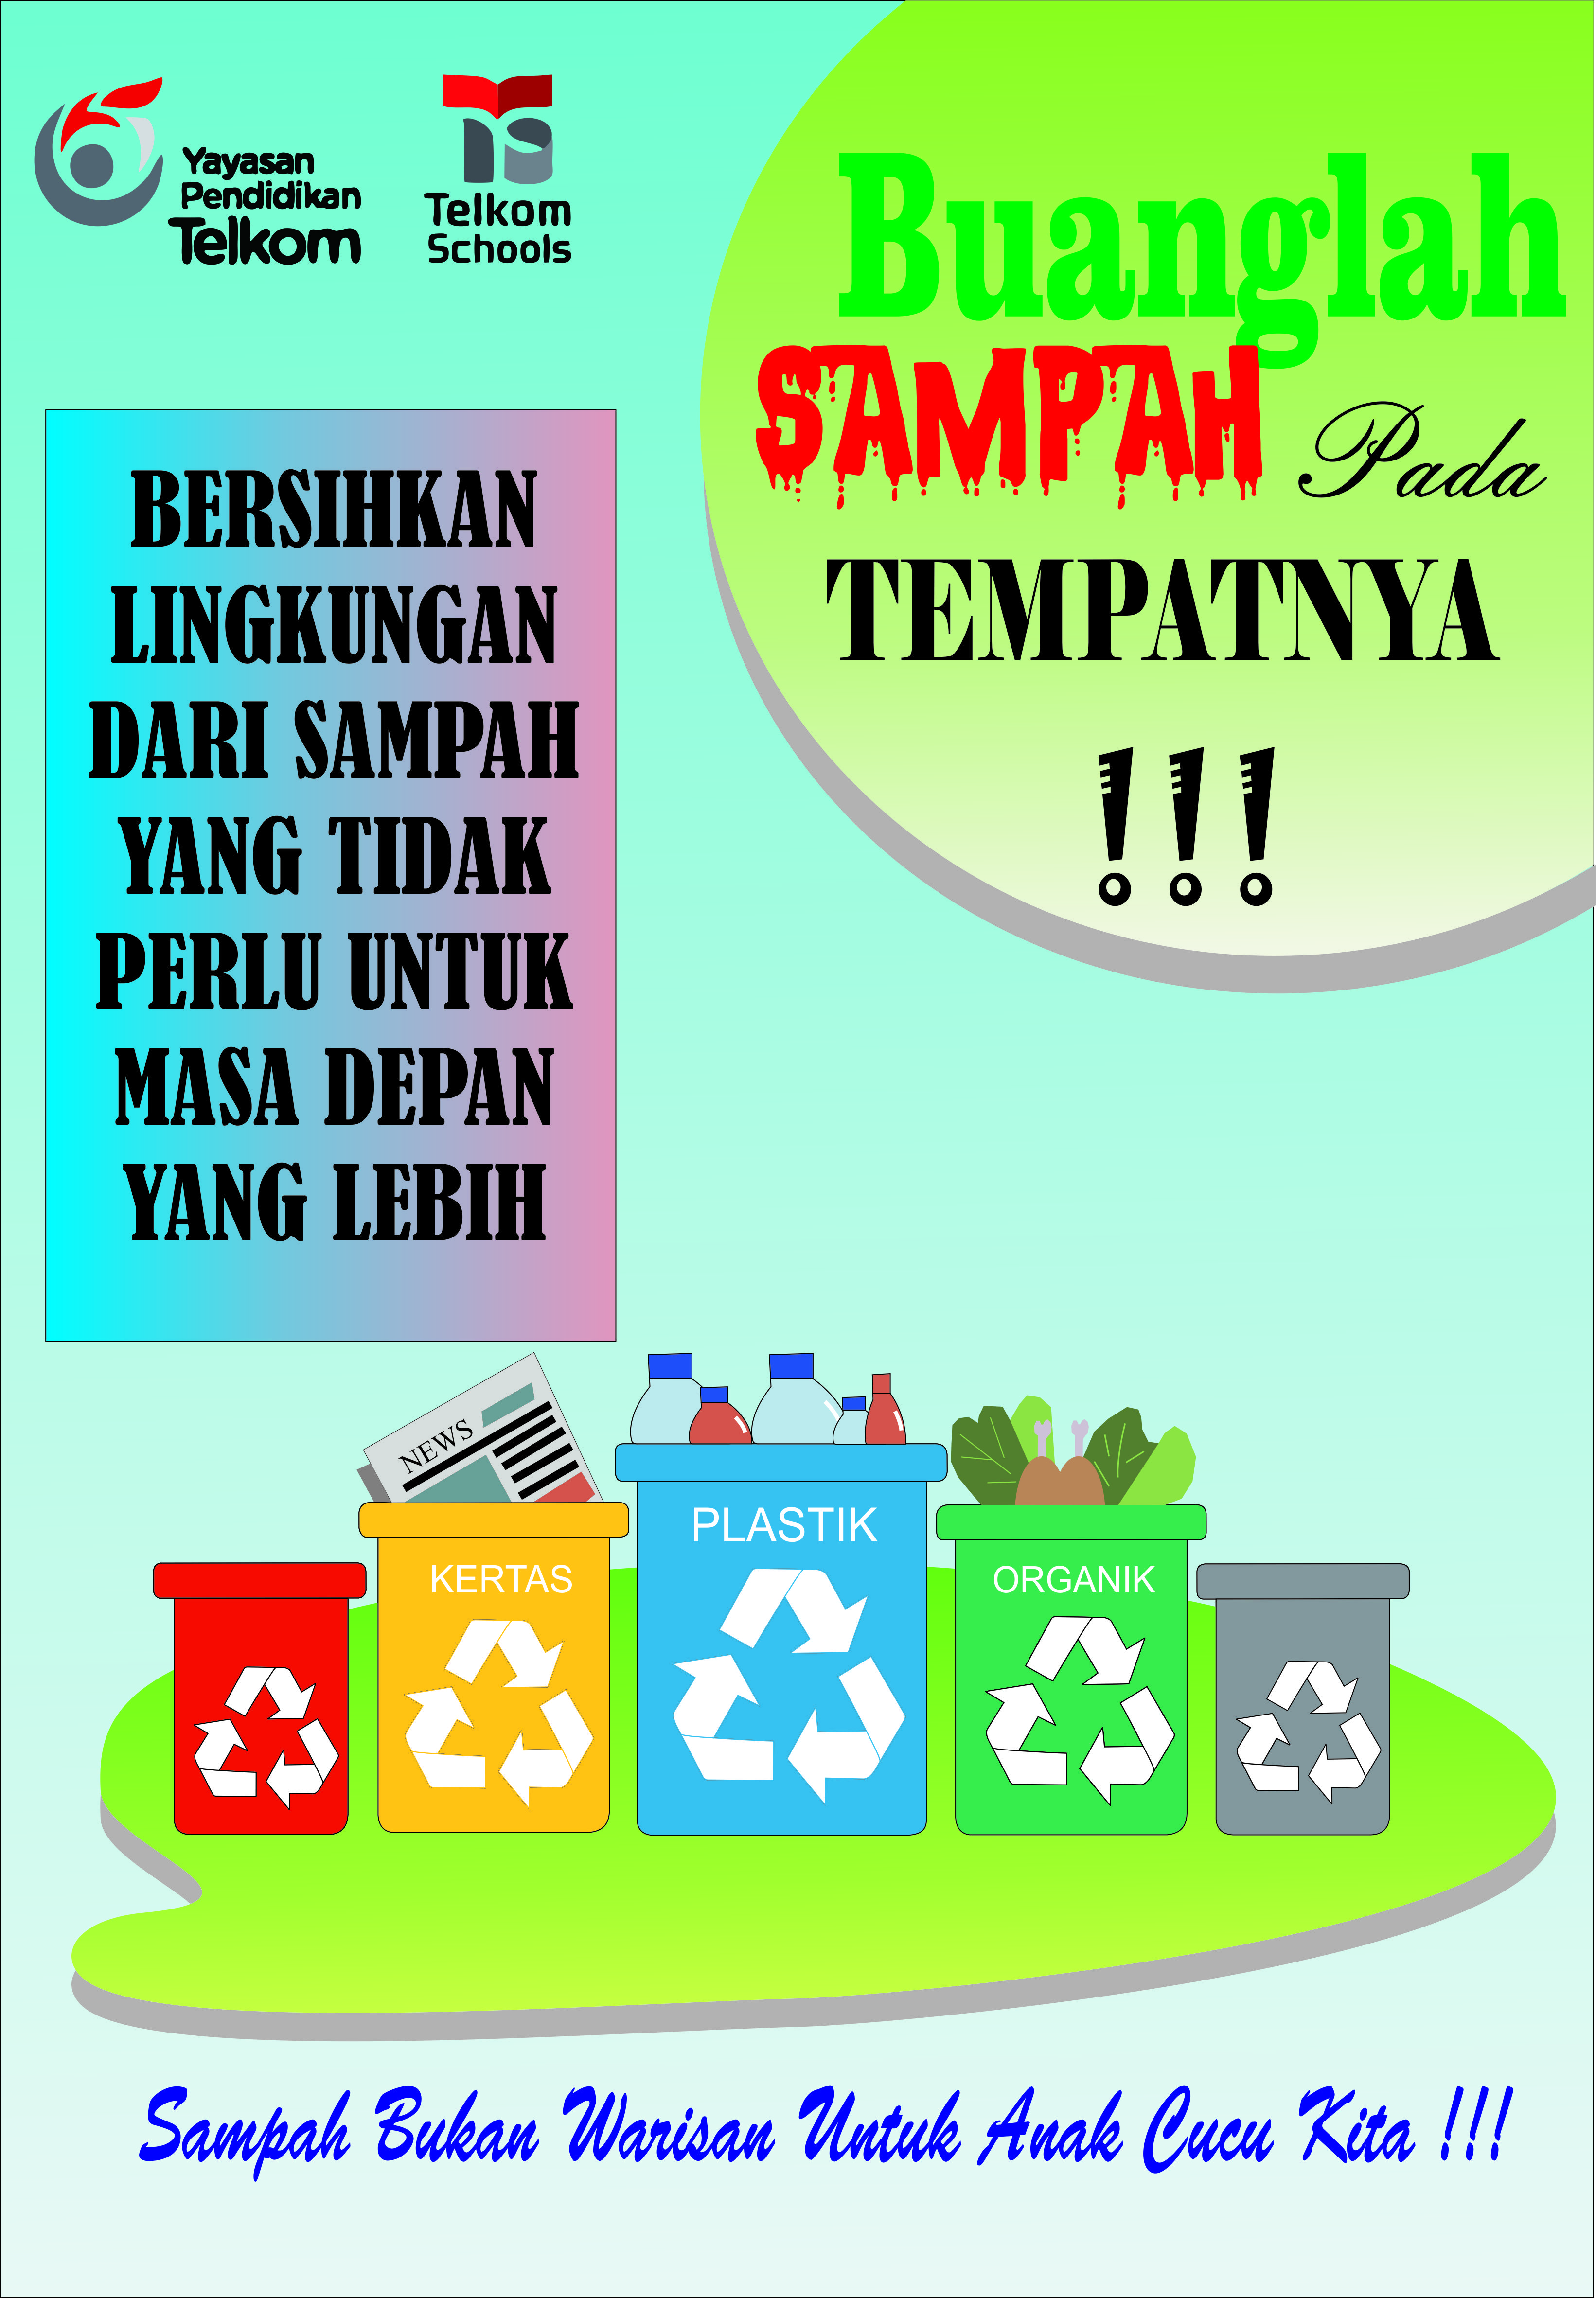 Yayasan
Pendidikan
Telkom
Telkom
Schools
Buanglah
SAMPAH Pada
TEMPATNYA
!!!
BERSIHKAN
LINGKUNGAN
DARI SAMPAH
YANG TIDAK
PERLU UNTUK
MASA DEPAN
YANG LEBIH
NEWS
KERTAS
PLASTIK
ORGANIK
Sampah Bukan Warisan Untuk Anak Cucu Kita !!!